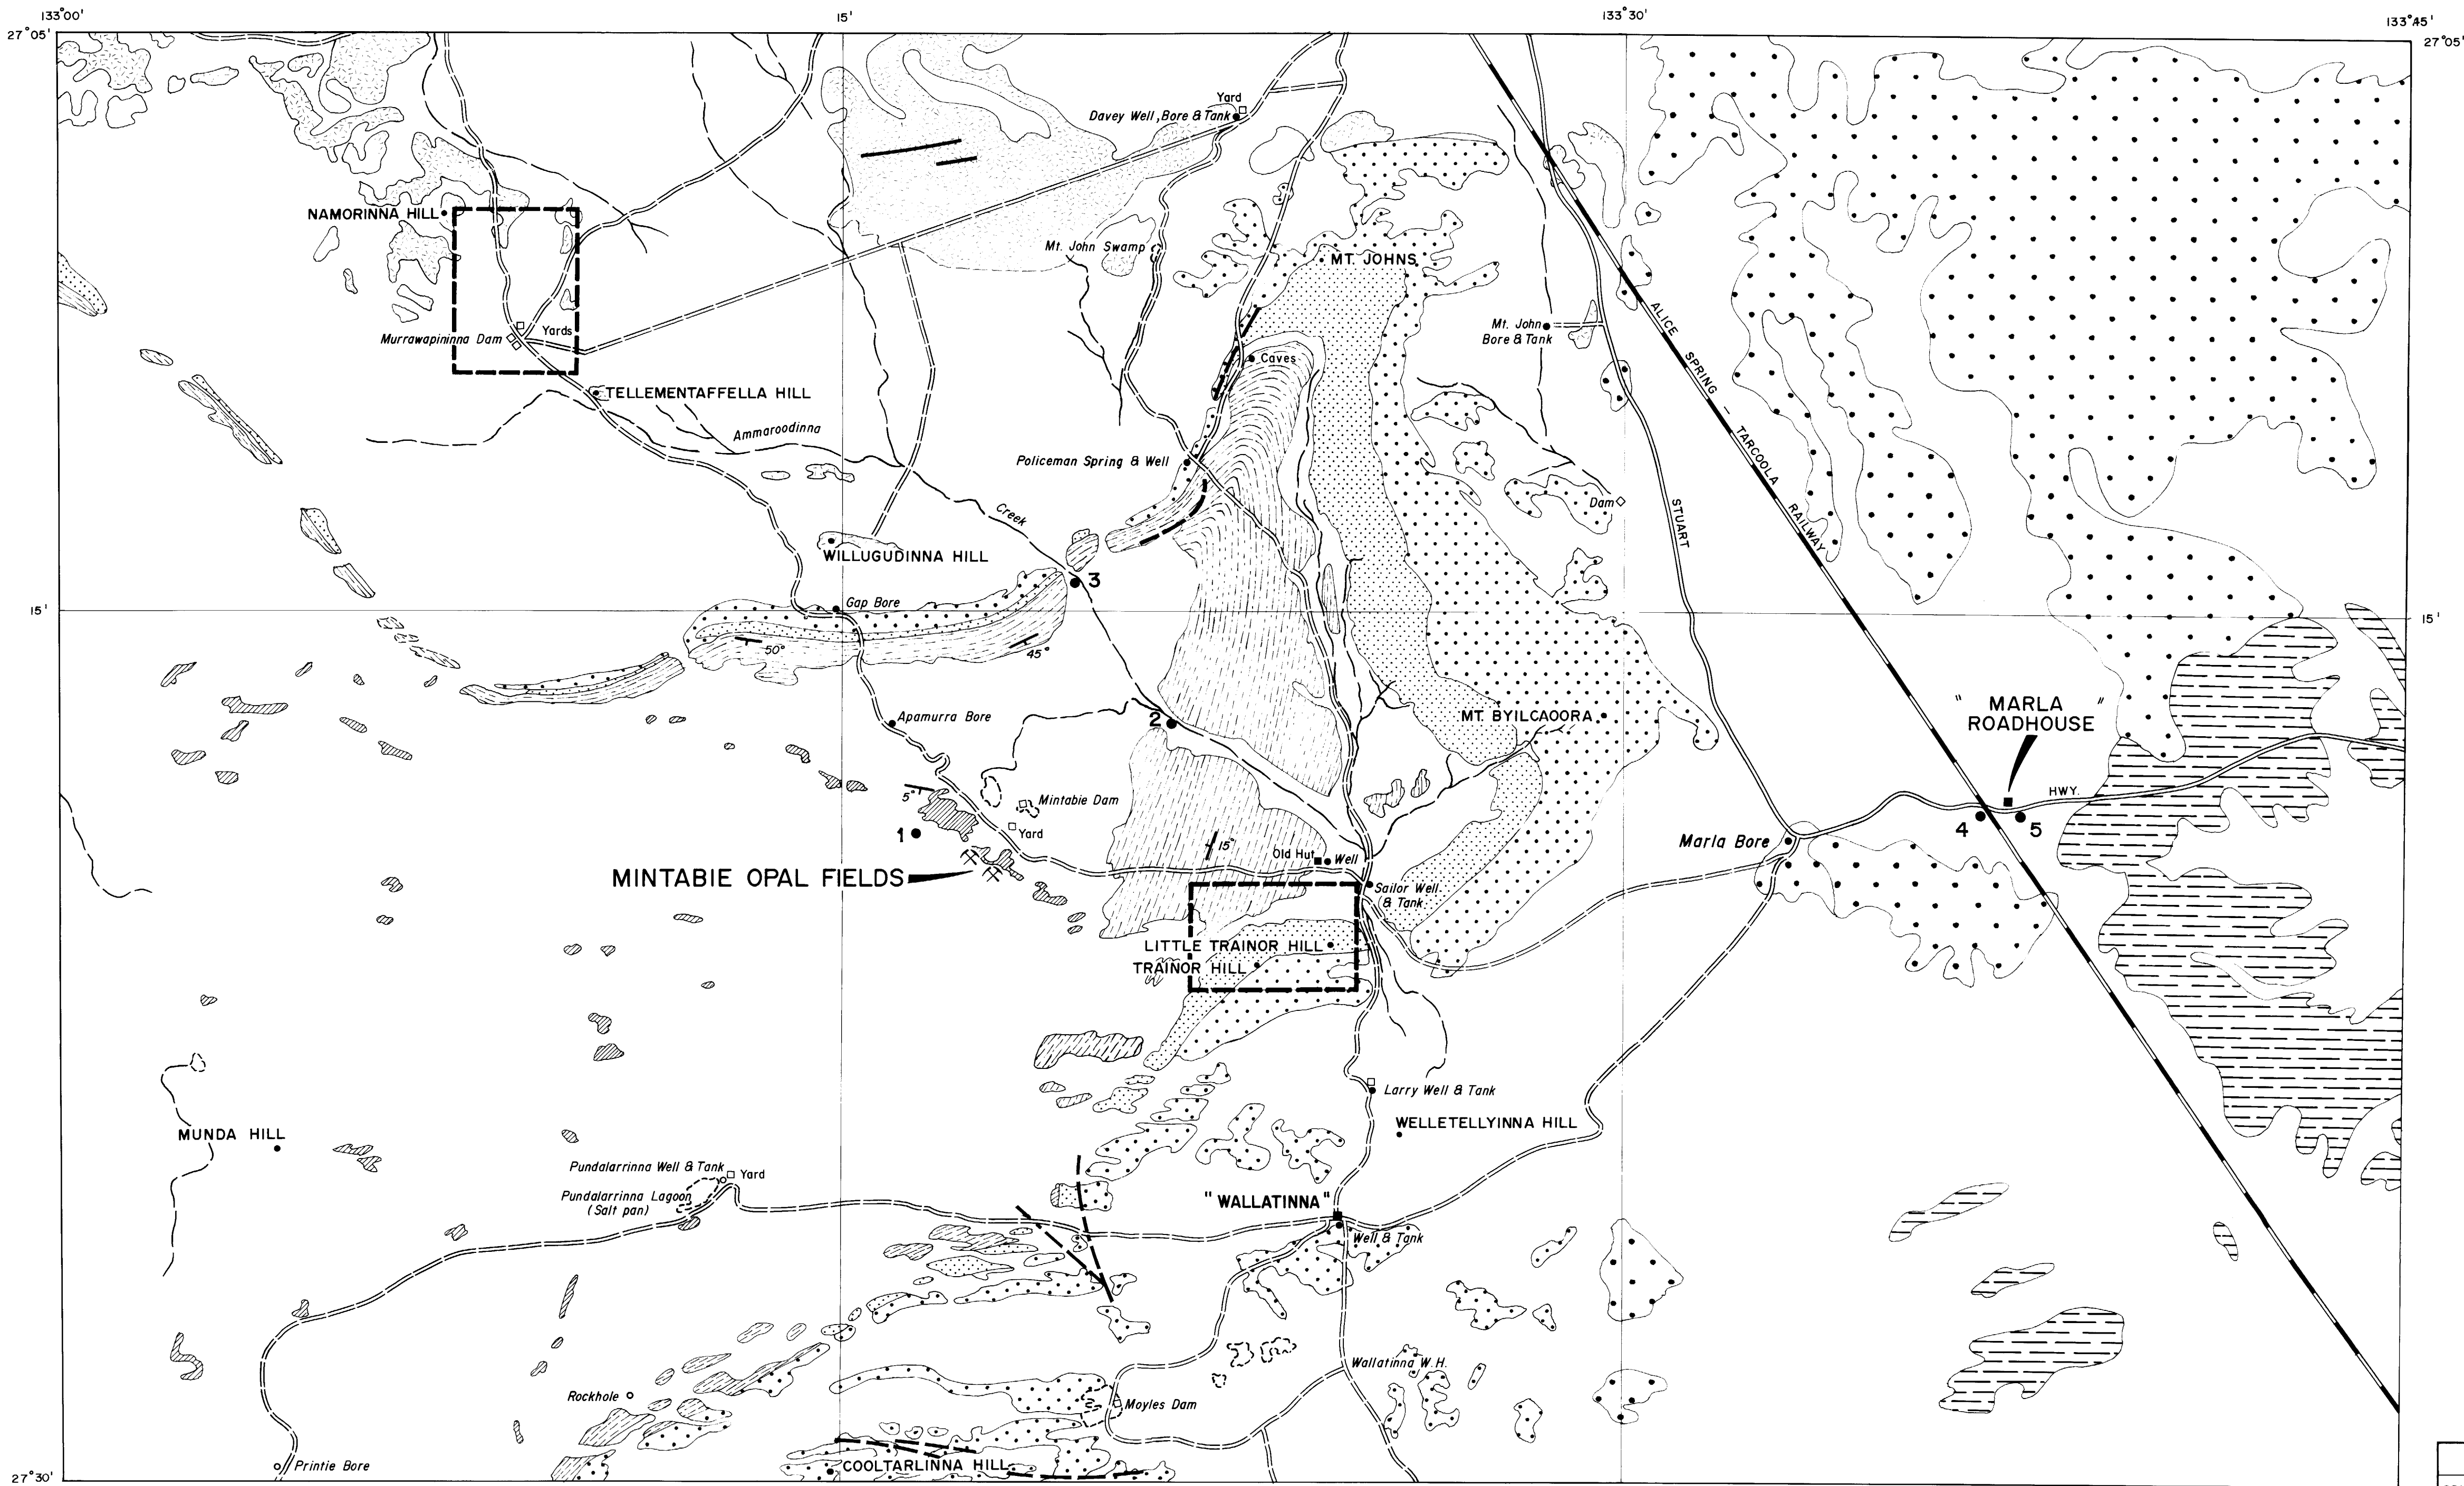 133°00'
15'
133°30'
133°45'
27°05'
27°05'
Yard
Davey Well, Bore & Tank
NAMORINNA HILL
Mt. John Swamp
MT. JOHNS
ALICE SPRING – TARCOOLA RAILWAY
Murrawapininna Dam
Yards
Mt. John
Bore & Tank
Caves
TELLEMENTAFFELLA HILL
Ammaroodinna
Creek
Policeman Spring & Well
Dam
STUART
WILLUGUDINNA HILL
3
Gap Bore
15'
15'
50°
45°
"MARLA
ROADHOUSE"
Apamurra Bore
2
MT. BYILCAOORA
HWY.
5°
Mintabie Dam
1
Yard
4
5
15°
Old Hut
Well
Marla Bore
MINTABIE OPAL FIELDS
Sailor Well
& Tank
LITTLE TRAINOR HILL
TRAINOR HILL
Larry Well & Tank
WELLETELLYINNA HILL
MUNDA HILL
Pundalarrinna Well & Tank
Yard
Pundalarrinna Lagoon
(Salt pan)
"WALLATINNA"
Well & Tank
Wallatinna W.H.
Rockhole
Moyles Dam
Printie Bore
COOLTARLINNA HILL
27°30'